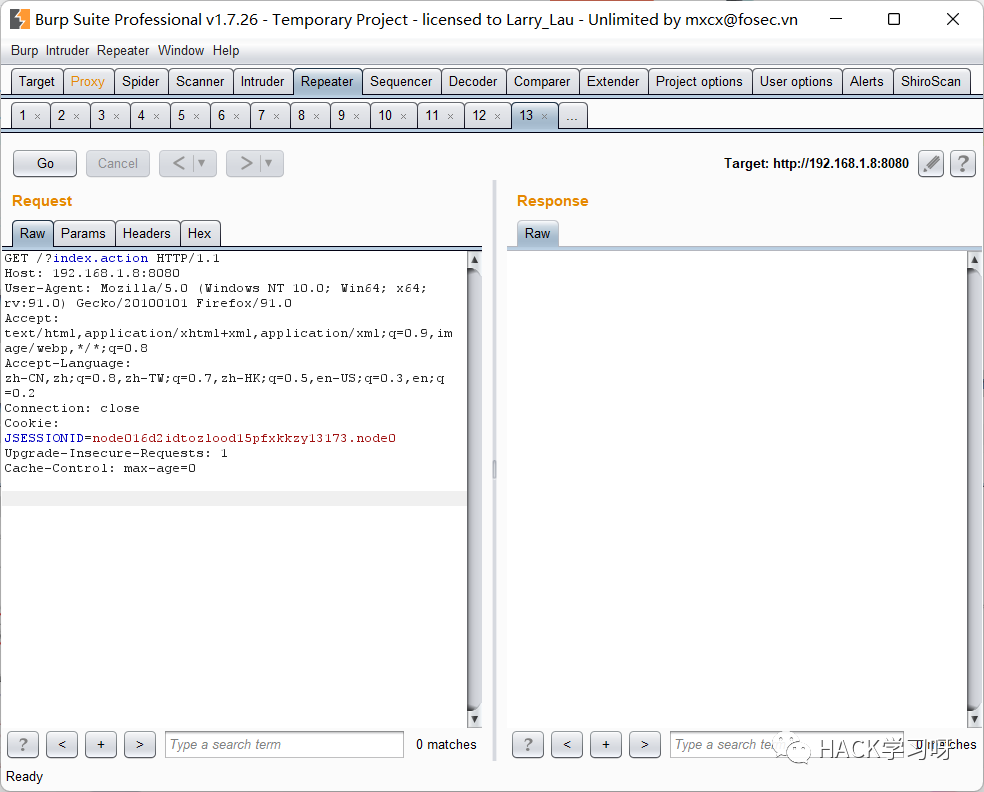 Burp Suite Professional v1.7.26 - Temporary Project - licensed to Larry_Lau - Unlimited by mxcx@fosec.vn
Burp Intruder Repeater Window Help
Target Proxy Spider Scanner Intruder Repeater Sequencer Decoder Comparer Extender Project options User options Alerts ShiroScan
1 × 2 × 3 × 4 × 5 × 6 × 7 × 8 × 9 × 10 × 11 × 12 × 13 × ...
Go Cancel < ▼ > ▼ Target: http://192.168.1.8:8080 ?
Request
Raw Params Headers Hex
GET /?index.action HTTP/1.1
Host: 192.168.1.8:8080
User-Agent: Mozilla/5.0 (Windows NT 10.0; Win64; x64;
rv:91.0) Gecko/20100101 Firefox/91.0
Accept:
text/html,application/xhtml+xml,application/xml;q=0.9,im
age/webp,*/*;q=0.8
Accept-Language:
zh-CN,zh;q=0.8,zh-TW;q=0.7,zh-HK;q=0.5,en-US;q=0.3,en;q
=0.2
Connection: close
Cookie:
JSESSIONID=node016d2idtozlood15pfxkkzy13173.node0
Upgrade-Insecure-Requests: 1
Cache-Control: max-age=0
? < + > Type a search term 0 matches
Response
Raw
? < + > Type a search te 0 matches
HACK学习呀
Ready